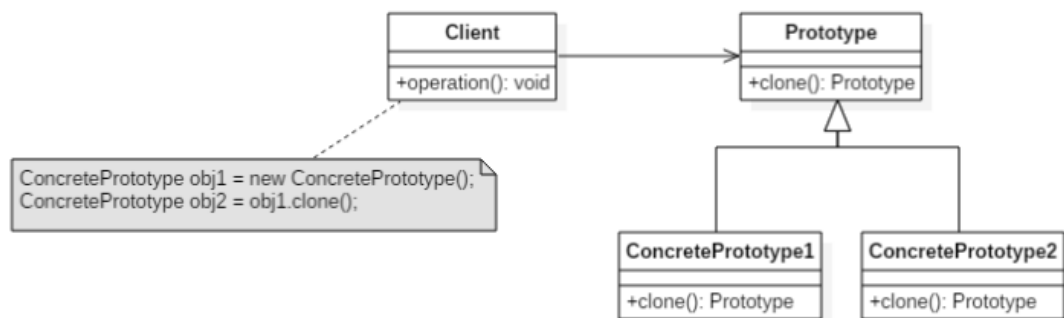 Client
+operation(): void
Prototype
+clone(): Prototype
ConcretePrototype obj1 = new ConcretePrototype();
ConcretePrototype obj2 = obj1.clone();
ConcretePrototype1
+clone(): Prototype
ConcretePrototype2
+clone(): Prototype